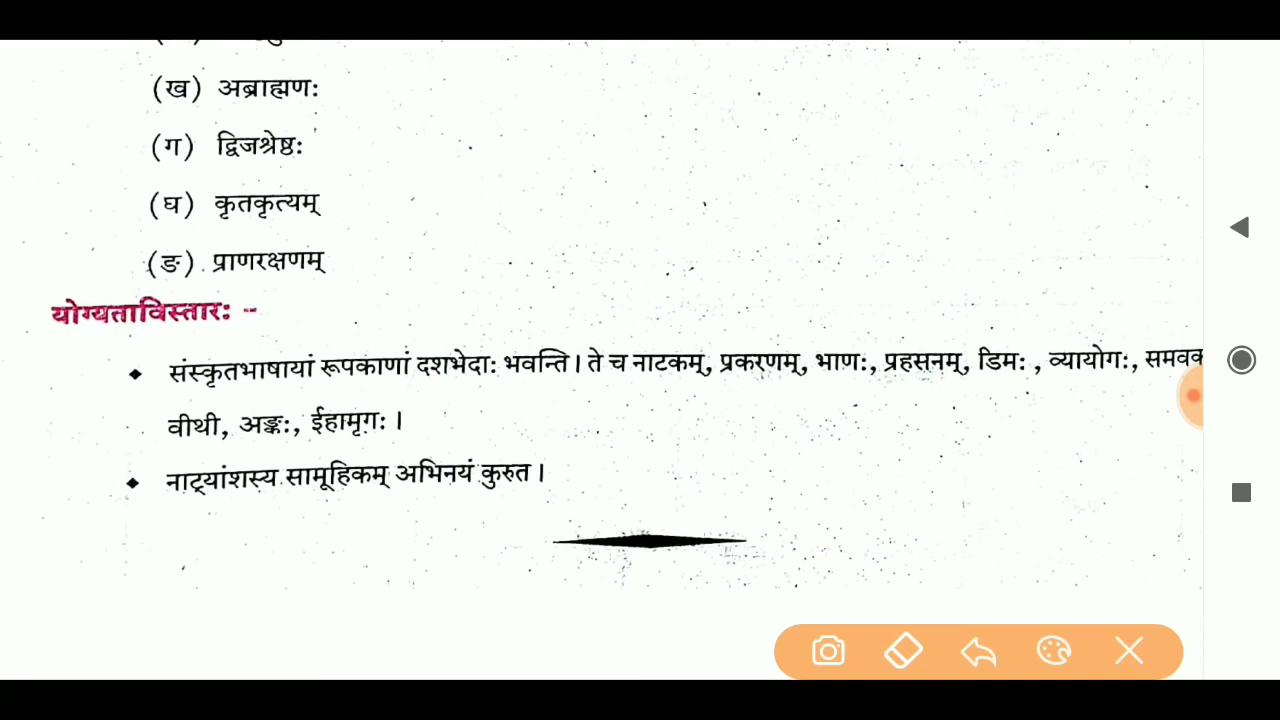 (ख) अब्राह्मणः
(ग) द्विजश्रेष्ठः
(घ) कृतकृत्यम्
(ङ) प्राणरक्षणम्
योग्यताविस्तारः --
◆ संस्कृतभाषायां रूपकाणां दशभेदाः भवन्ति। ते च नाटकम्, प्रकरणम्, भाणः, प्रहसनम्, डिमः , व्यायोगः,
वीथी, अङ्कः, ईहामृगः ।
◆ नाट्यांशस्य सामूहिकम् अभिनयं कुरुत ।